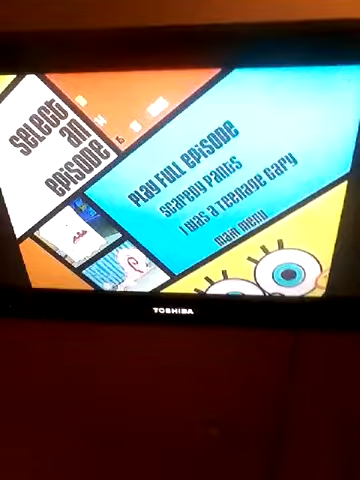 Select
an
episode
Play Full Episode
Scaredy Pants
I Was a Teenage Gary
Main Menu
TOSHIBA